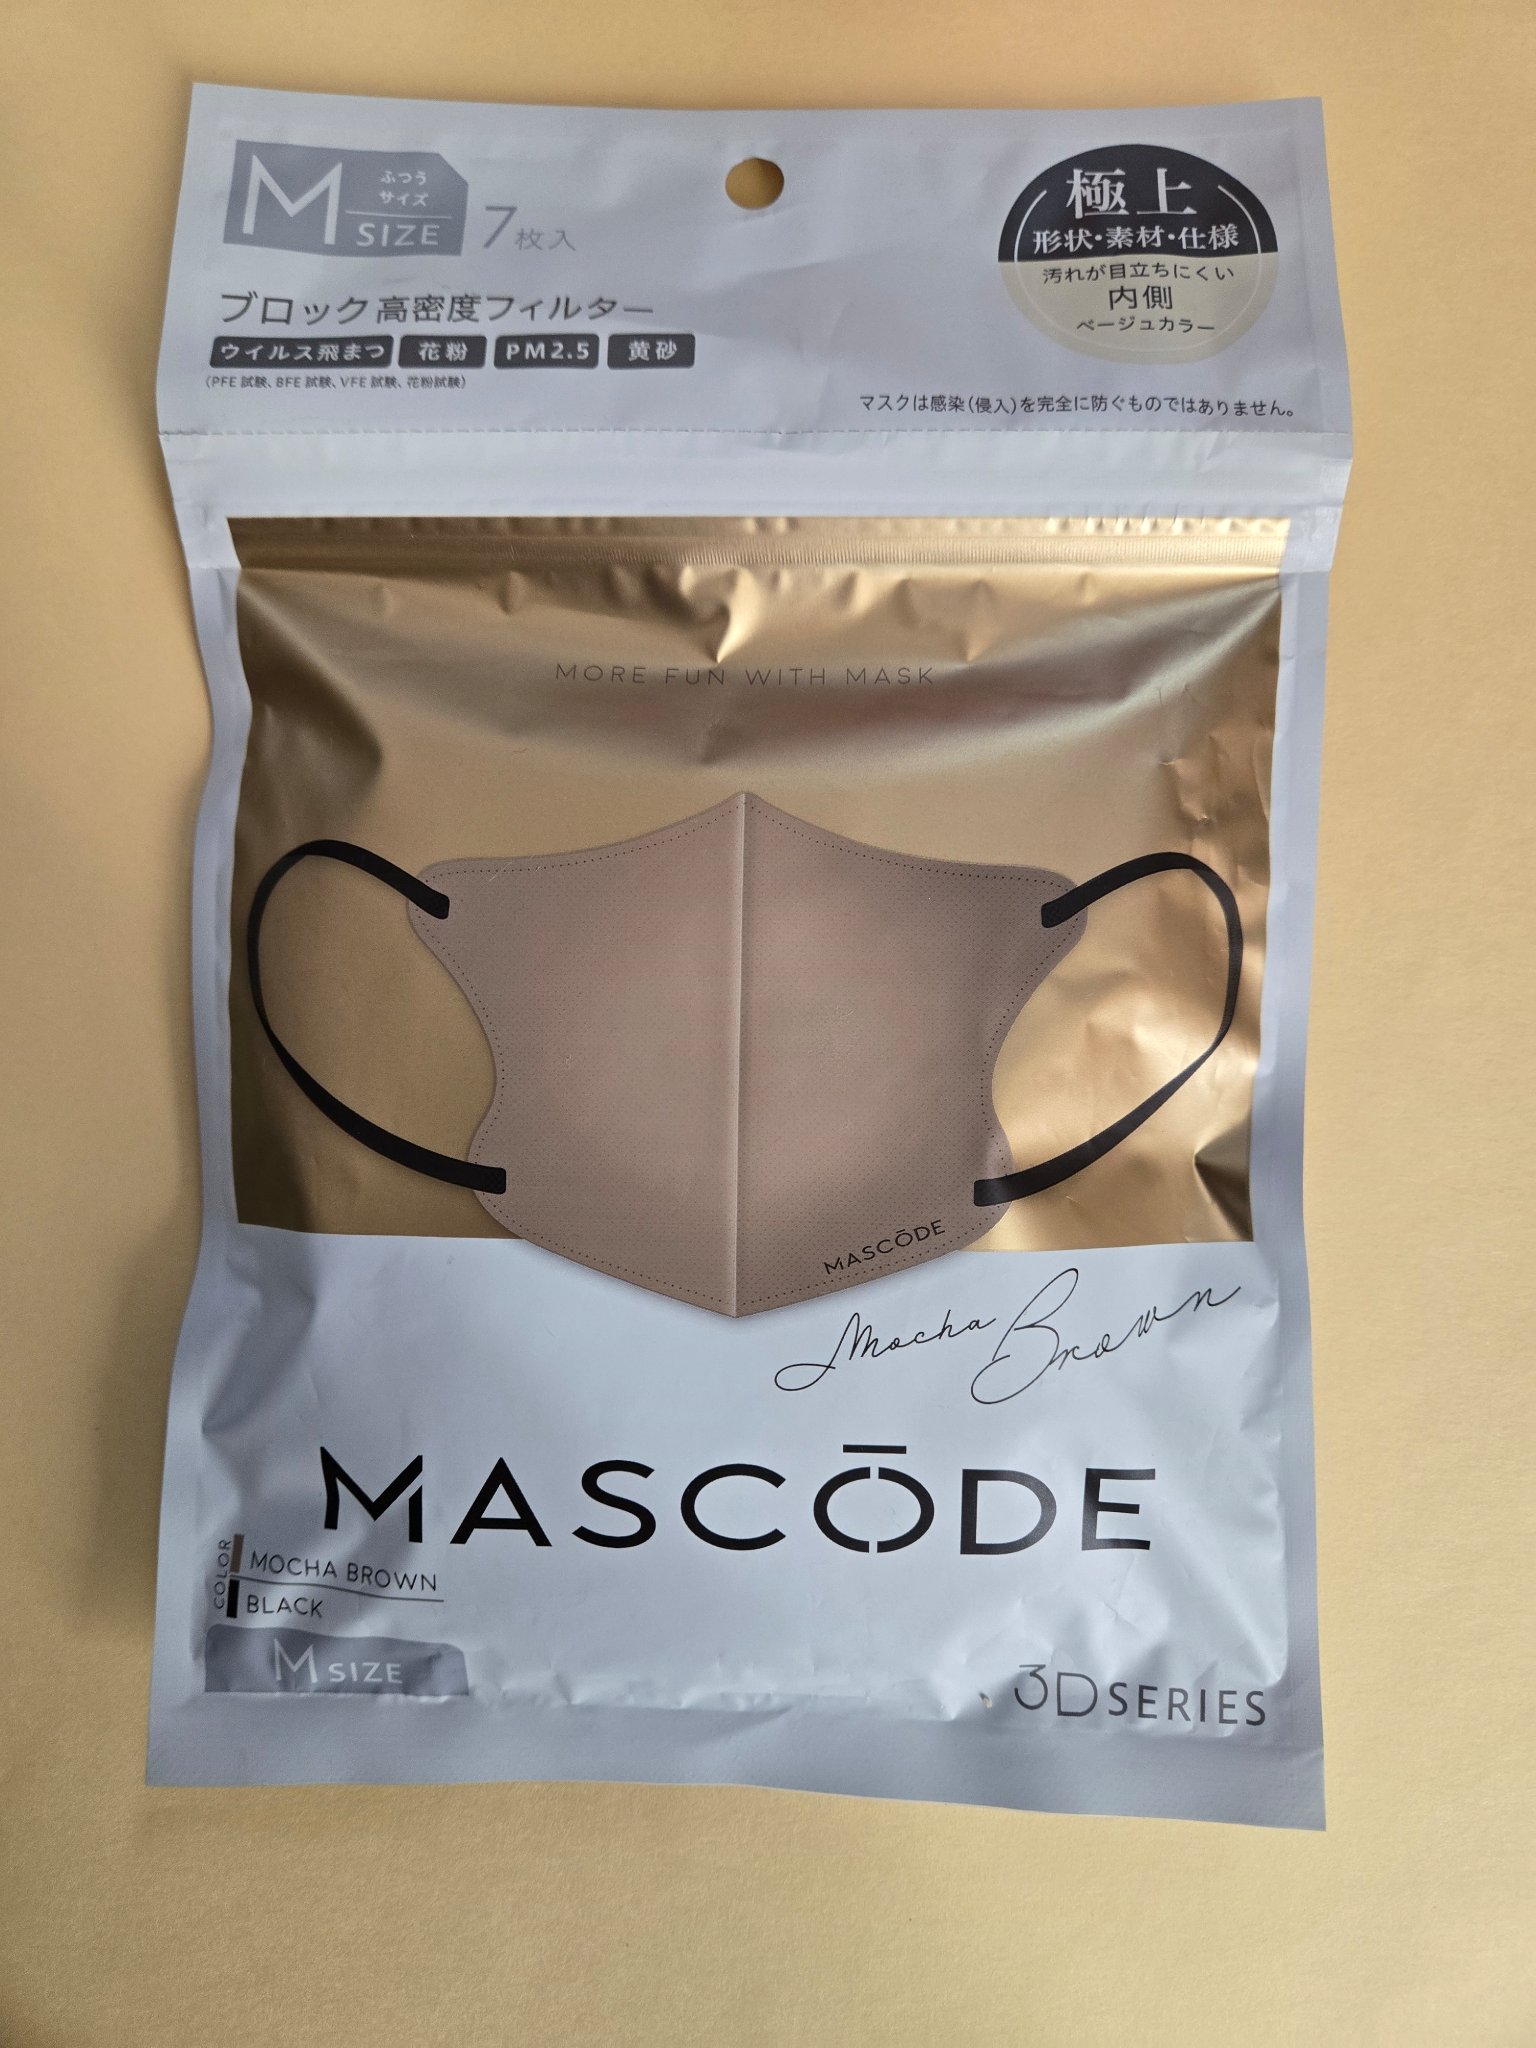 M
ふつう
サイズ
SIZE
7枚入
ブロック高密度フィルター
ウイルス飛まつ 花粉 PM2.5 黄砂
(PFE試験、BFE試験、VFE試験、花粉試験)
極上
形状・素材・仕様
汚れが目立ちにくい
内側
ベージュカラー
マスクは感染(侵入)を完全に防ぐものではありません。
MORE FUN WITH MASK
MASCŌDE
Mocha Brown
MASCŌDE
COLOR
MOCHA BROWN
BLACK
M SIZE
3D SERIES